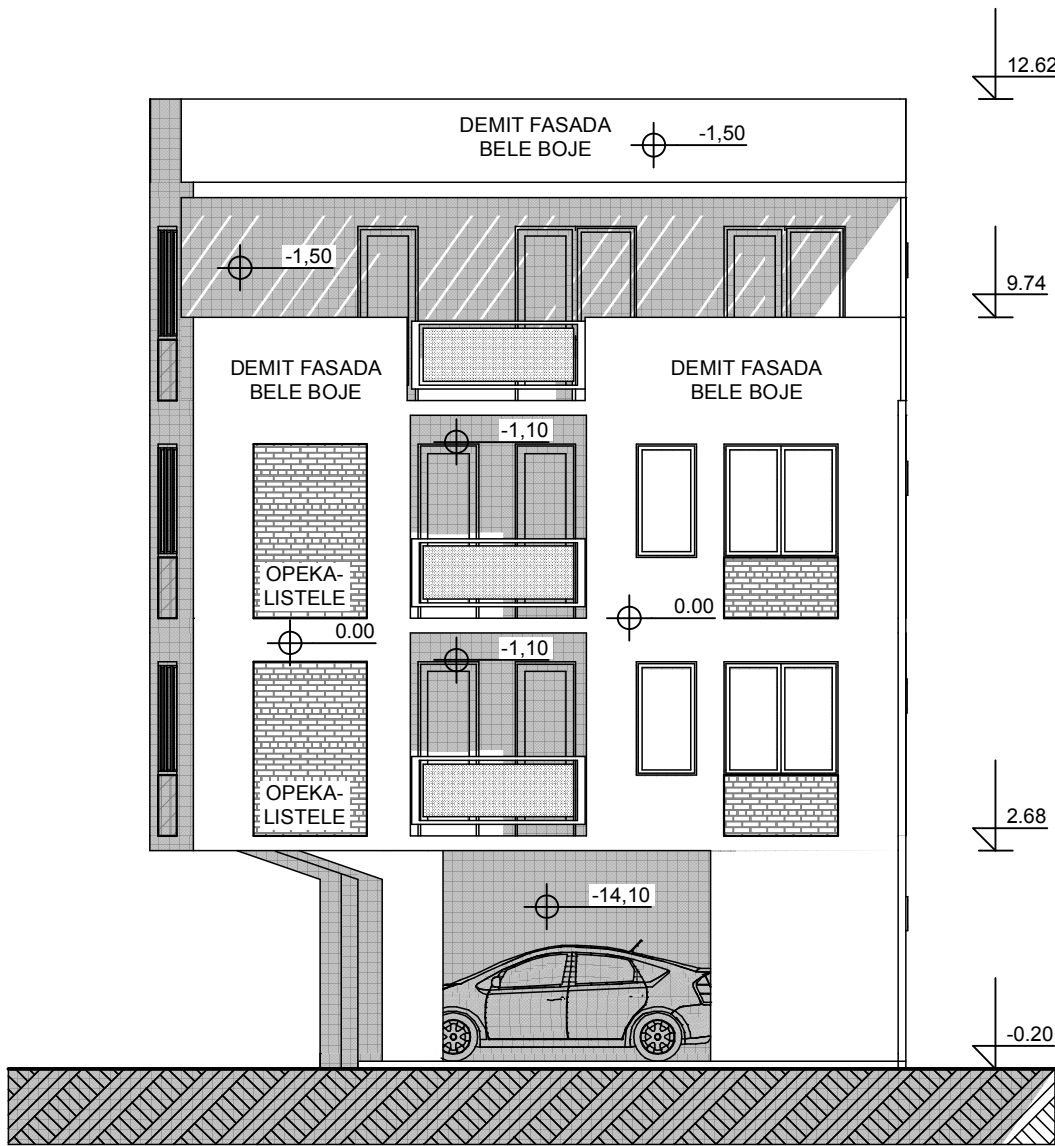 12.62
DEMIT FASADA
BELE BOJE
-1,50
-1,50
9.74
DEMIT FASADA
BELE BOJE
DEMIT FASADA
BELE BOJE
-1,10
OPEKA-
LISTELE
0.00
0.00
-1,10
OPEKA-
LISTELE
2.68
-14,10
-0.20